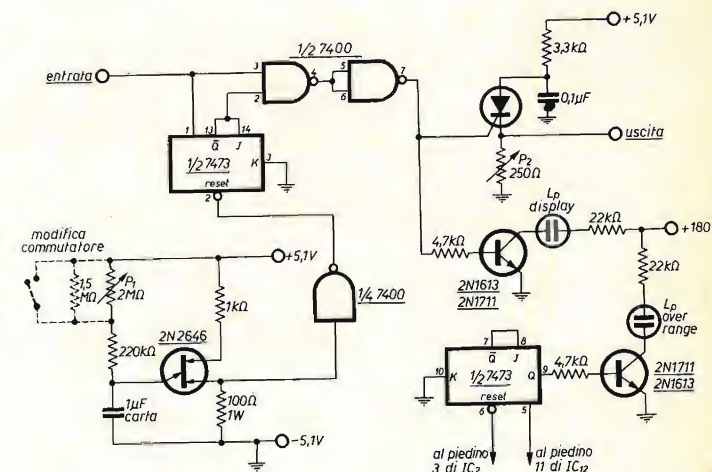 entrata
1/2 7400
3
2
4
5
6
7
+5,1V
3,3kΩ
0,1µF
uscita
P2
250Ω
1
13
14
Q̅
J
K
3
1/2 7473
reset
2
Lp
display
22kΩ
+180
4,7kΩ
2N1613
2N1711
22kΩ
Lp
over
range
modifica
commutatore
1,5
MΩ
P1
2MΩ
+5,1V
1kΩ
1/4 7400
2N2646
220kΩ
1µF
carta
100Ω
1W
-5,1V
7
8
Q̅
J
10
K
1/2 7473
Q
9
reset
6
5
4,7kΩ
2N1711
2N1613
al piedino
3 di IC2
al piedino
11 di IC12